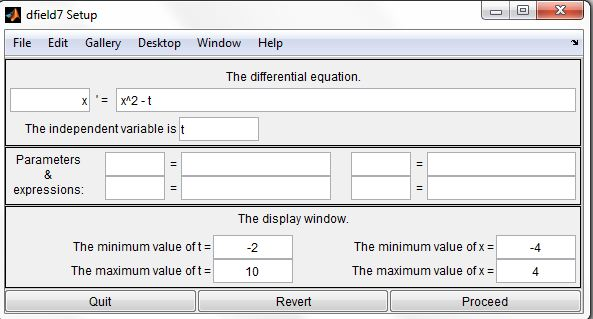 dfield7 Setup
File Edit Gallery Desktop Window Help
The differential equation.
x ' = x^2 - t
The independent variable is t
Parameters & expressions: = =
= =
The display window.
The minimum value of t = -2 The minimum value of x = -4
The maximum value of t = 10 The maximum value of x = 4
Quit Revert Proceed